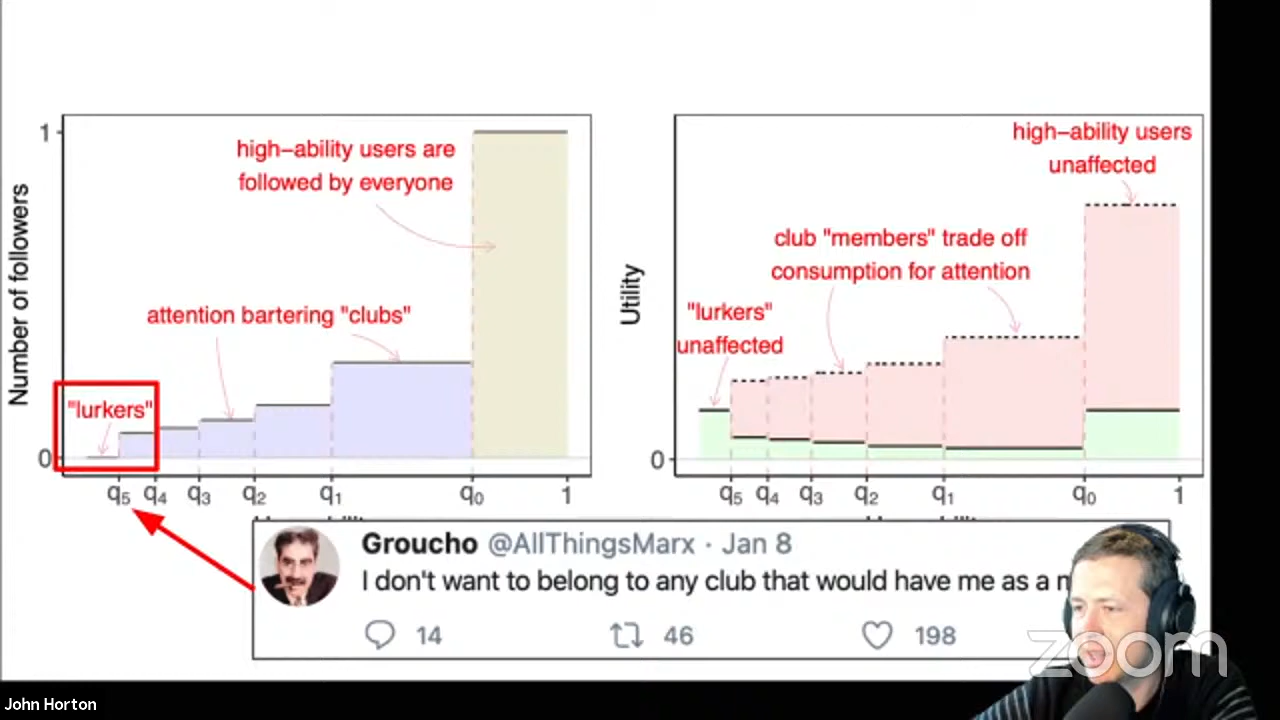 Number of followers
1
0
high–ability users are
followed by everyone
attention bartering "clubs"
"lurkers"
q5 q4 q3 q2 q1 q0 1
Utility
0
high–ability users
unaffected
club "members" trade off
consumption for attention
"lurkers"
unaffected
q5 q4 q3 q2 q1 q0 1
Groucho @AllThingsMarx · Jan 8
I don't want to belong to any club that would have me as a
14 46 198
zoom
John Horton